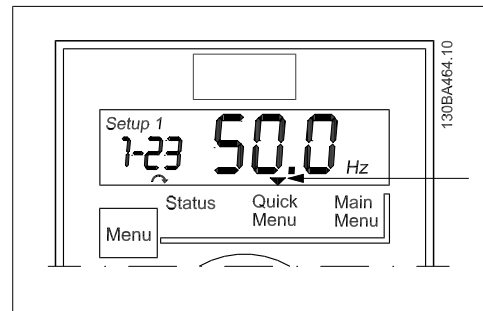 130BA464.10
Setup 1
1-23 50.0 Hz
Status Quick Menu Main Menu
Menu